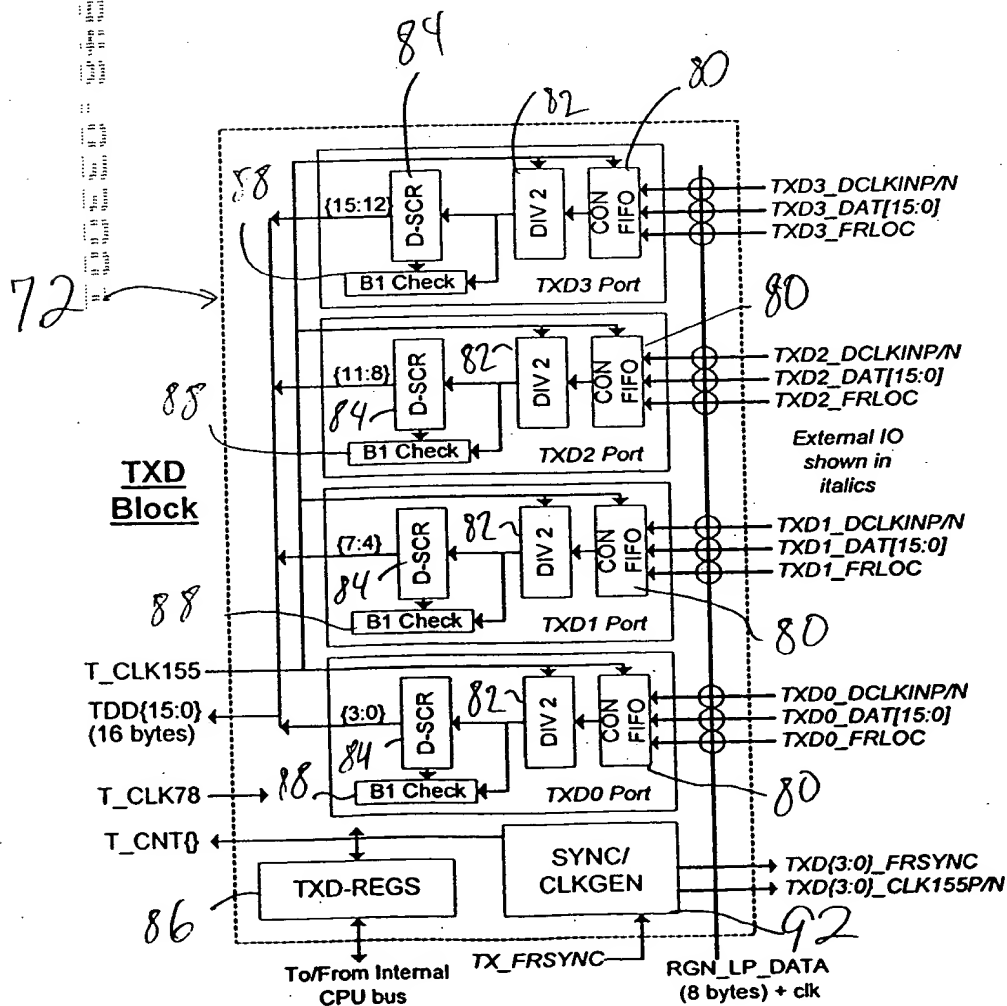 84
82
80
58
{15:12}
D-SCR
DIV 2
CON FIFO
B1 Check
TXD3 Port
TXD3_DCLKINP/N
TXD3_DAT[15:0]
TXD3_FRLOC
72
80
82
88
{11:8}
D-SCR
84
DIV 2
CON FIFO
B1 Check
TXD2 Port
TXD2_DCLKINP/N
TXD2_DAT[15:0]
TXD2_FRLOC
External IO
shown in
italics
TXD
Block
82
88
{7:4}
D-SCR
84
DIV 2
CON FIFO
B1 Check
TXD1 Port
80
TXD1_DCLKINP/N
TXD1_DAT[15:0]
TXD1_FRLOC
T_CLK155
TDD{15:0}
(16 bytes)
T_CLK78
T_CNT{}
82
88
{3:0}
D-SCR
84
DIV 2
CON FIFO
B1 Check
TXD0 Port
80
TXD0_DCLKINP/N
TXD0_DAT[15:0]
TXD0_FRLOC
TXD-REGS
86
SYNC/
CLKGEN
92
TXD{3:0}_FRSYNC
TXD{3:0}_CLK155P/N
To/From Internal
CPU bus
TX_FRSYNC
RGN_LP_DATA
(8 bytes) + clk